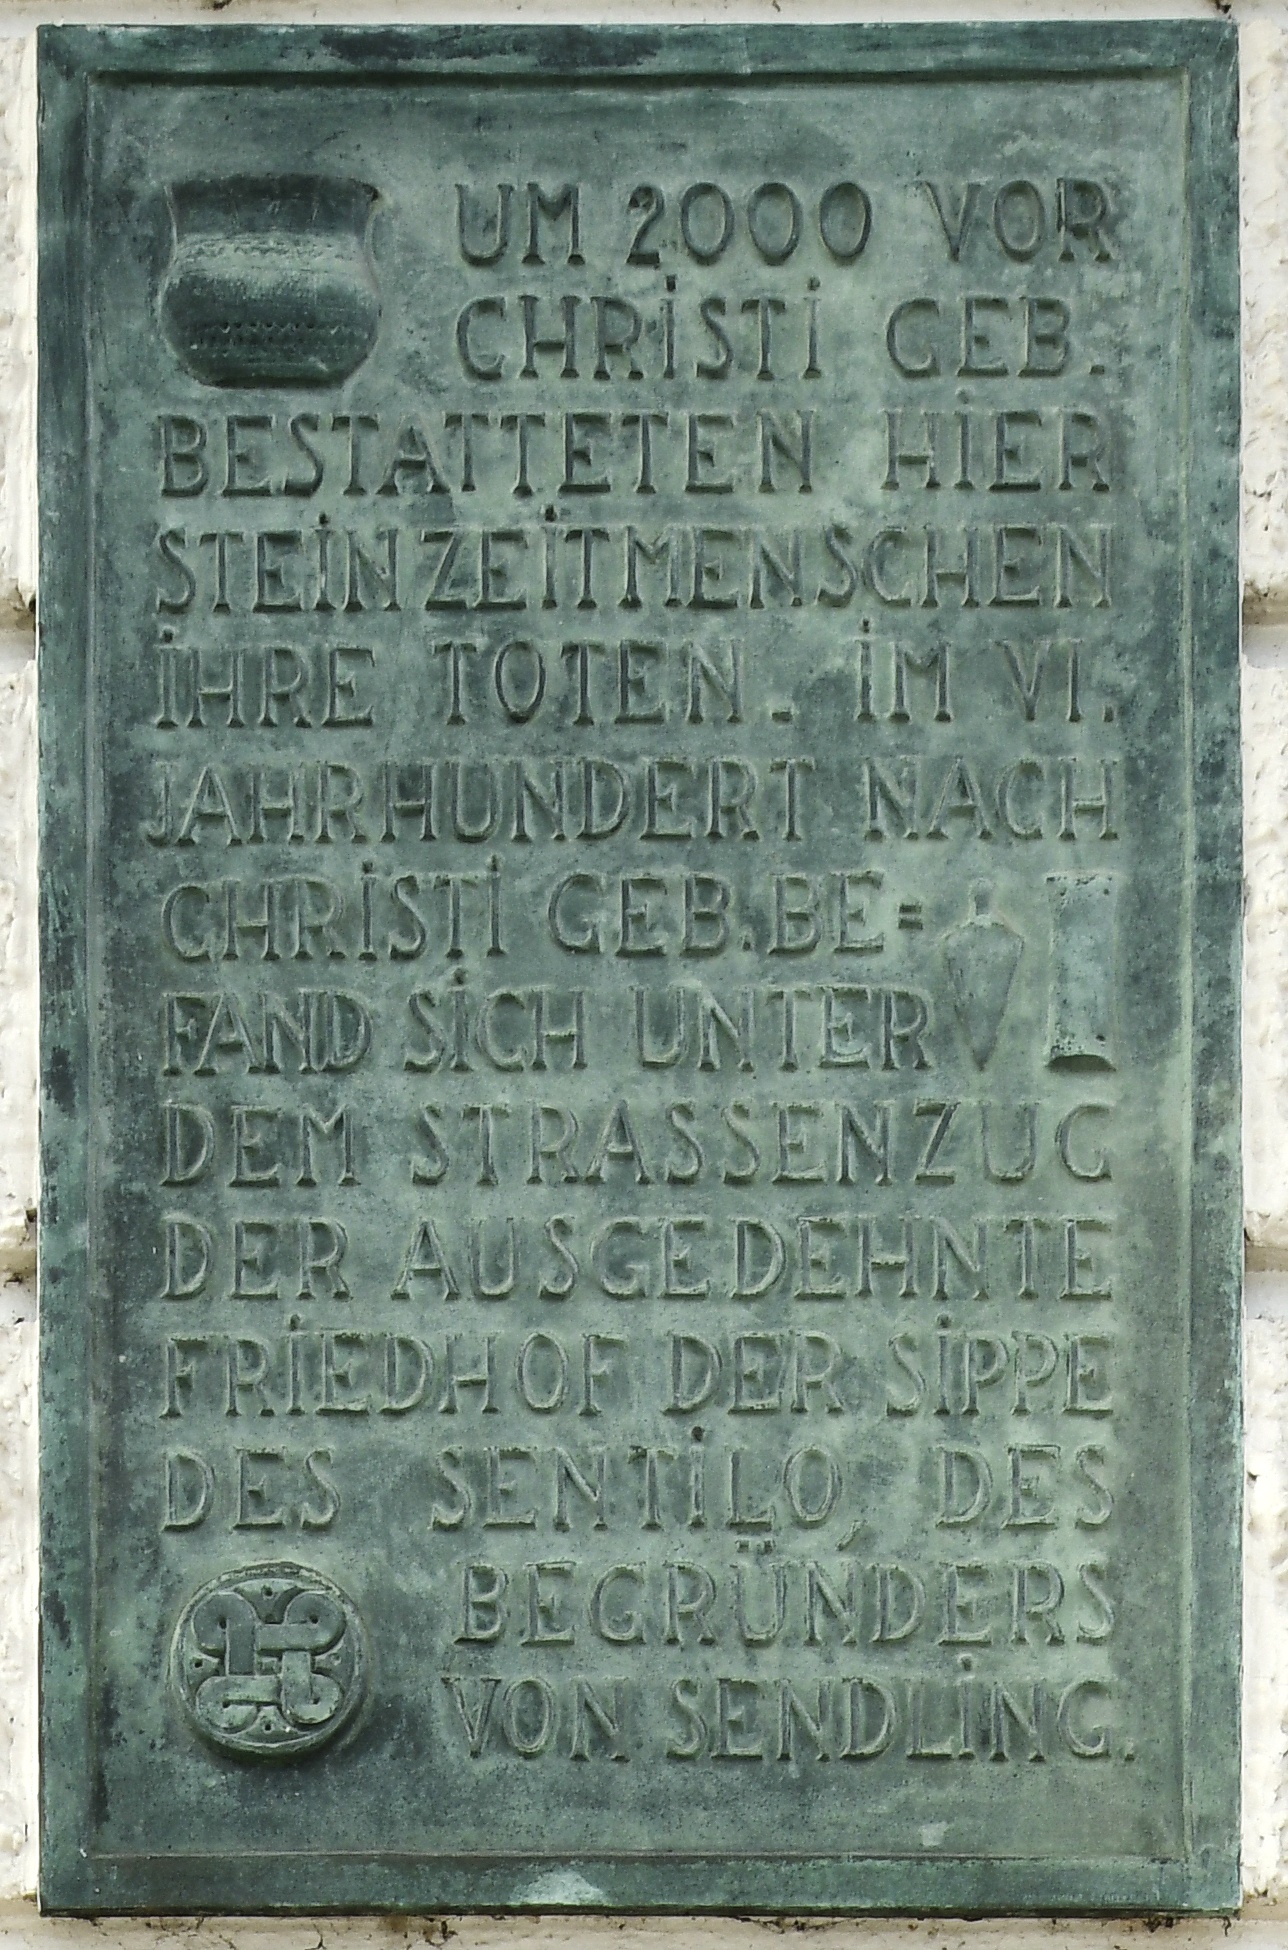 UM 2000 VOR
CHRISTI GEB.
BESTATTETEN HIER
STEINZEITMENSCHEN
IHRE TOTEN. IM VI.
JAHRHUNDERT NACH
CHRISTI GEB. BE=
FAND SICH UNTER
DEM STRASSENZUG
DER AUSGEDEHNTE
FRIEDHOF DER SIPPE
DES SENTILO, DES
BEGRÜNDERS
VON SENDLING.